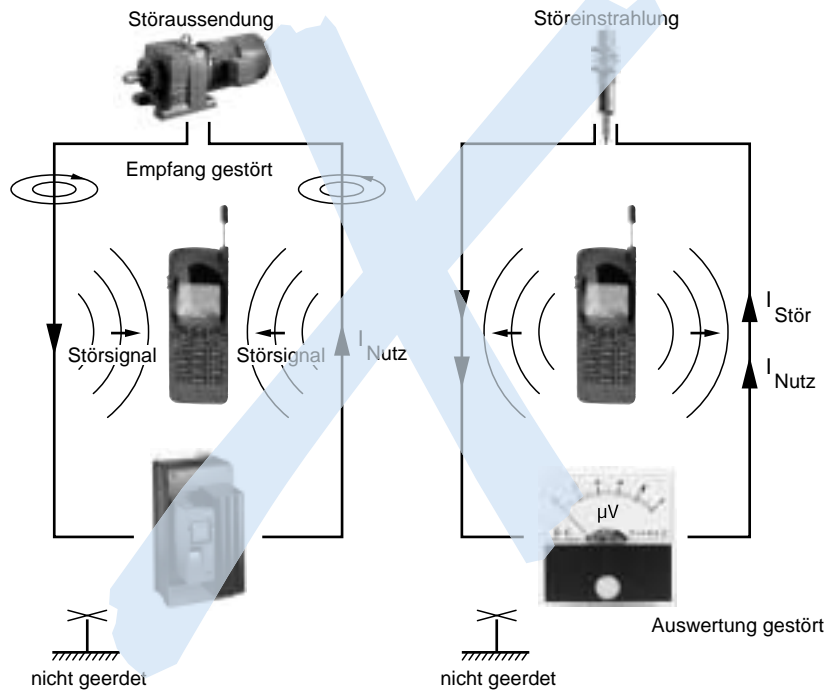 Störaussendung
Empfang gestört
Störsignal
Störsignal
I Nutz
nicht geerdet
Störeinstrahlung
I Stör
I Nutz
µV
Auswertung gestört
nicht geerdet